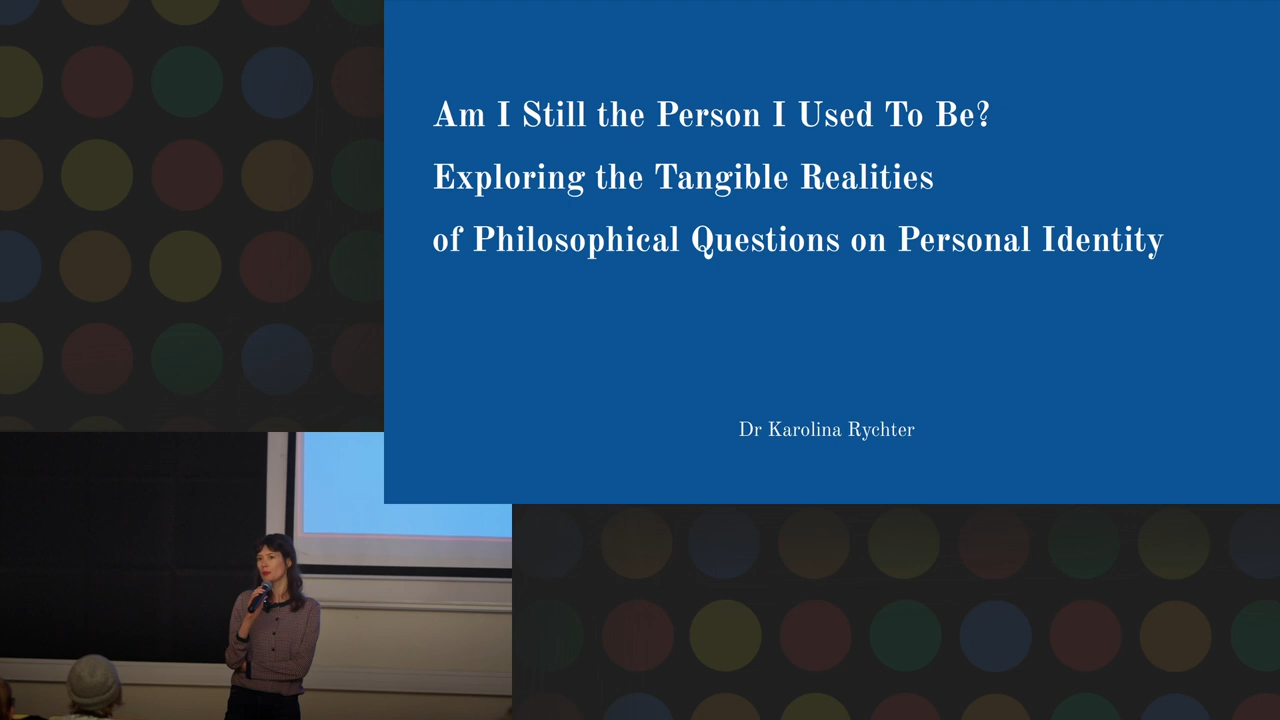 Am I Still the Person I Used To Be?
Exploring the Tangible Realities
of Philosophical Questions on Personal Identity
Dr Karolina Rychter